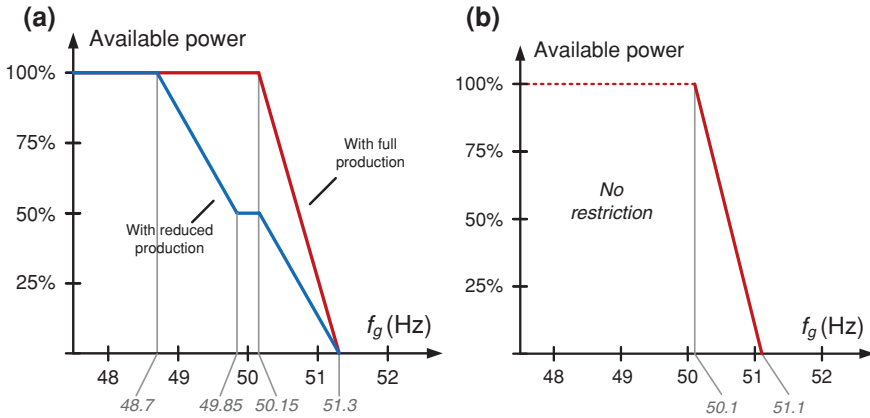 (a)
Available power
100%
75%
50%
25%
With full
production
With reduced
production
fg (Hz)
48 49 50 51 52
48.7 49.85 50.15 51.3
(b)
Available power
100%
75%
50%
25%
No
restriction
fg (Hz)
48 49 50 51 52
50.1 51.1